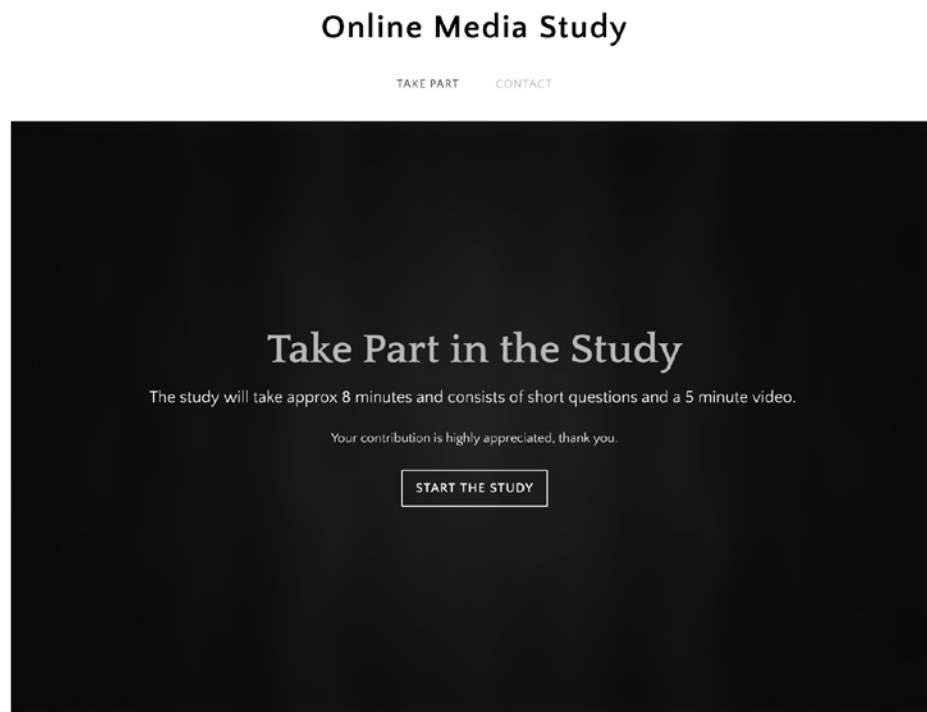 Online Media Study
TAKE PART CONTACT
Take Part in the Study
The study will take approx 8 minutes and consists of short questions and a 5 minute video.
Your contribution is highly appreciated, thank you.
START THE STUDY